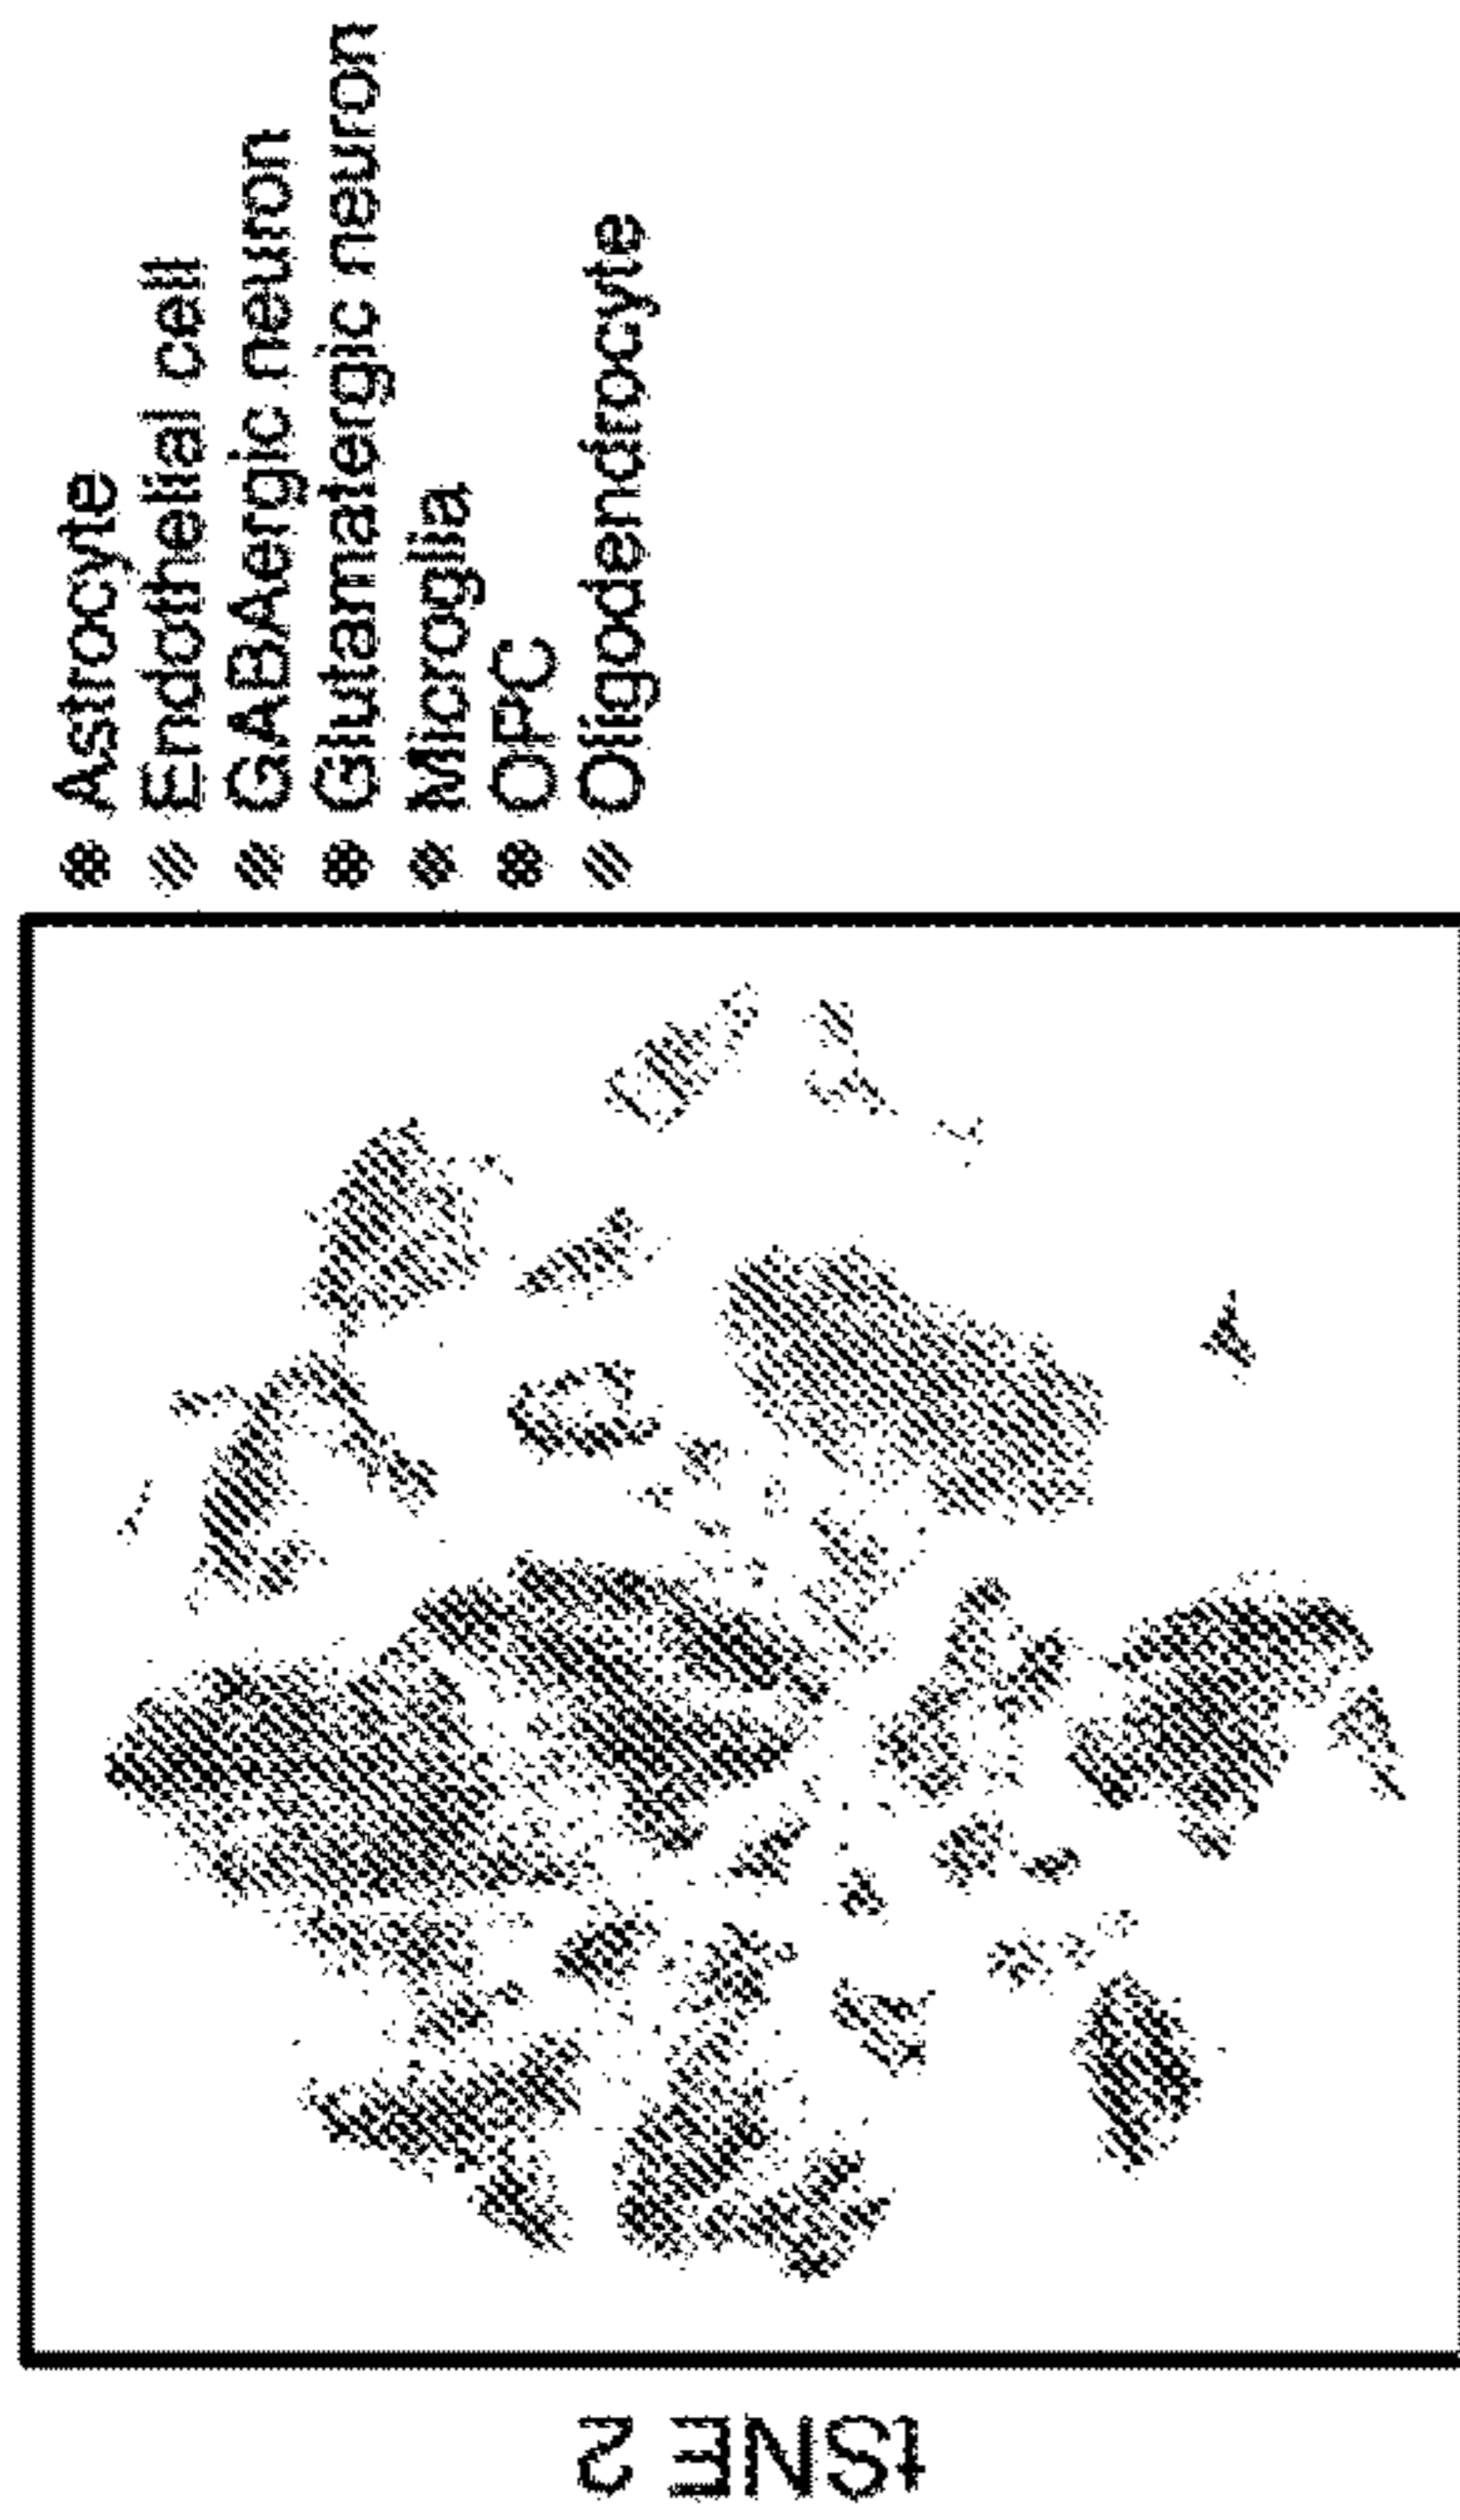 Astrocyte
Endothelial cell
GABAergic neuron
Glutamatergic neuron
Microglia
OPC
Oligodendrocyte
tSNE 2